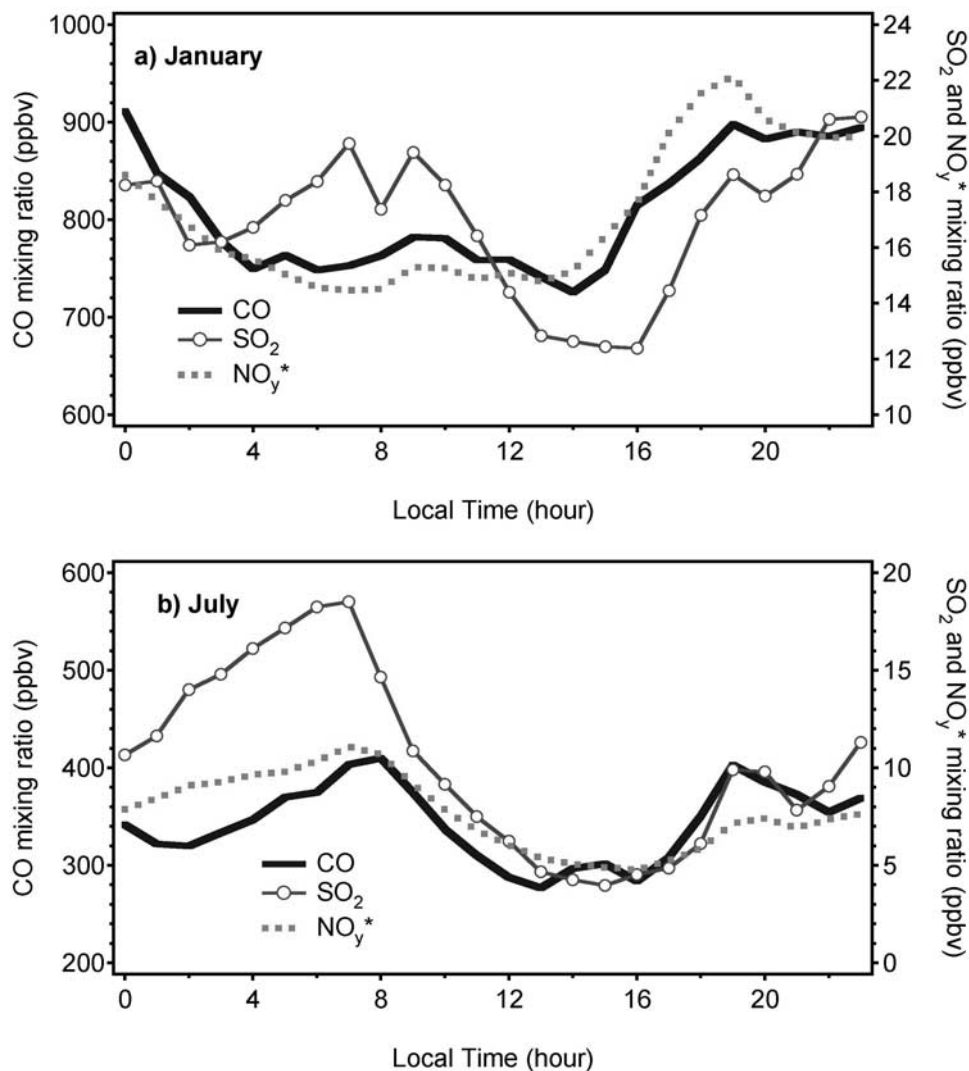 a) January
1000
900
800
700
600
CO mixing ratio (ppbv)
24
22
20
18
16
14
12
10
SO2 and NOy* mixing ratio (ppbv)
CO
SO2
NOy*
0 4 8 12 16 20
Local Time (hour)
b) July
600
500
400
300
200
CO mixing ratio (ppbv)
20
15
10
5
0
SO2 and NOy* mixing ratio (ppbv)
CO
SO2
NOy*
0 4 8 12 16 20
Local Time (hour)